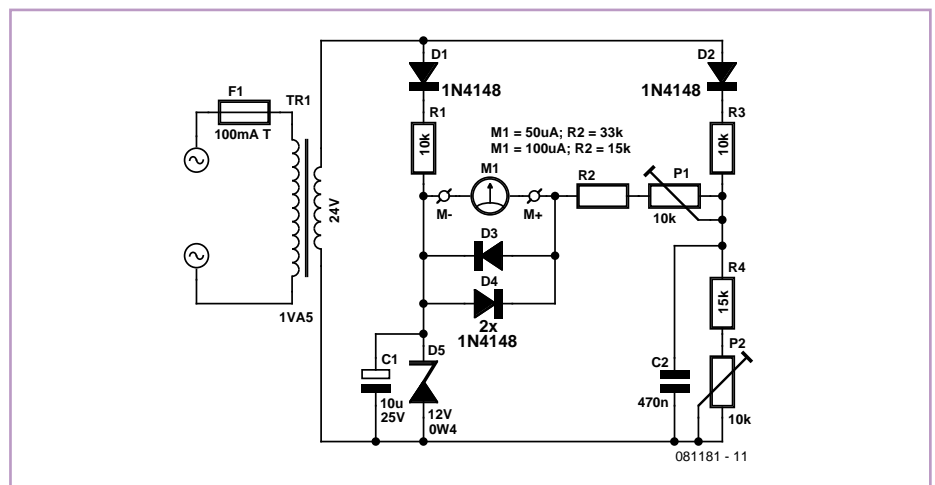 F1
100mA T
TR1
24V
1VA5
D1
1N4148
R1
10k
M1 = 50uA; R2 = 33k
M1 = 100uA; R2 = 15k
M1
M-
M+
R2
P1
10k
D2
1N4148
R3
10k
D3
D4
2x
1N4148
C1
10u
25V
D5
12V
0W4
C2
470n
R4
15k
P2
10k
081181 - 11